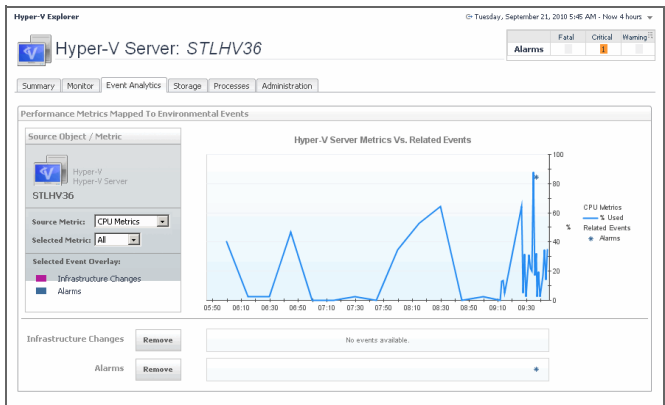 Hyper-V Explorer
Tuesday, September 21, 2010 5:45 AM - Now 4 hours
Hyper-V Server: STLHV36
Fatal Critical Warning
Alarms 1
Summary Monitor Event Analytics Storage Processes Administration
Performance Metrics Mapped To Environmental Events
Source Object / Metric
Hyper-V
Hyper-V Server
STLHV36
Source Metric: CPU Metrics
Selected Metric: All
Selected Event Overlay:
Infrastructure Changes
Alarms
Hyper-V Server Metrics Vs. Related Events
100
80
60
40
20
0
%
05:50 06:10 06:30 06:50 07:10 07:30 07:50 08:10 08:30 08:50 09:10 09:30
CPU Metrics
% Used
Related Events
Alarms
Infrastructure Changes Remove No events available.
Alarms Remove